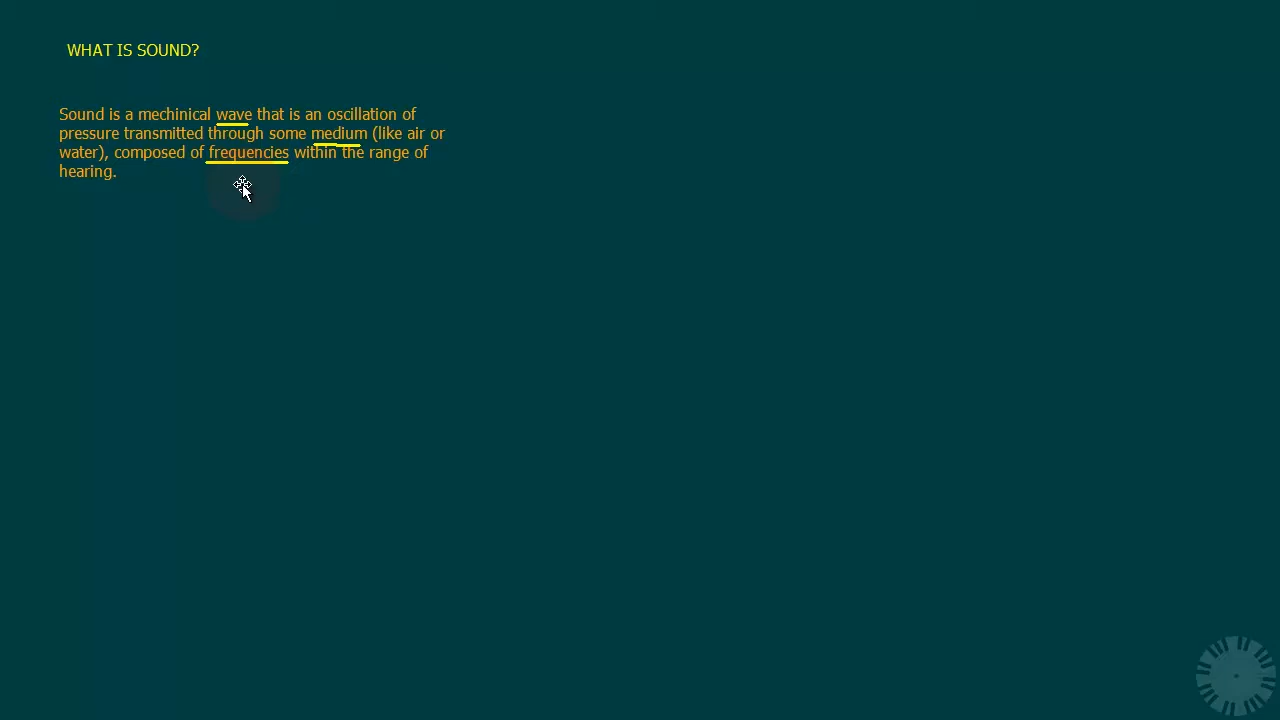 WHAT IS SOUND?
Sound is a mechinical wave that is an oscillation of
pressure transmitted through some medium (like air or
water), composed of frequencies within the range of
hearing.